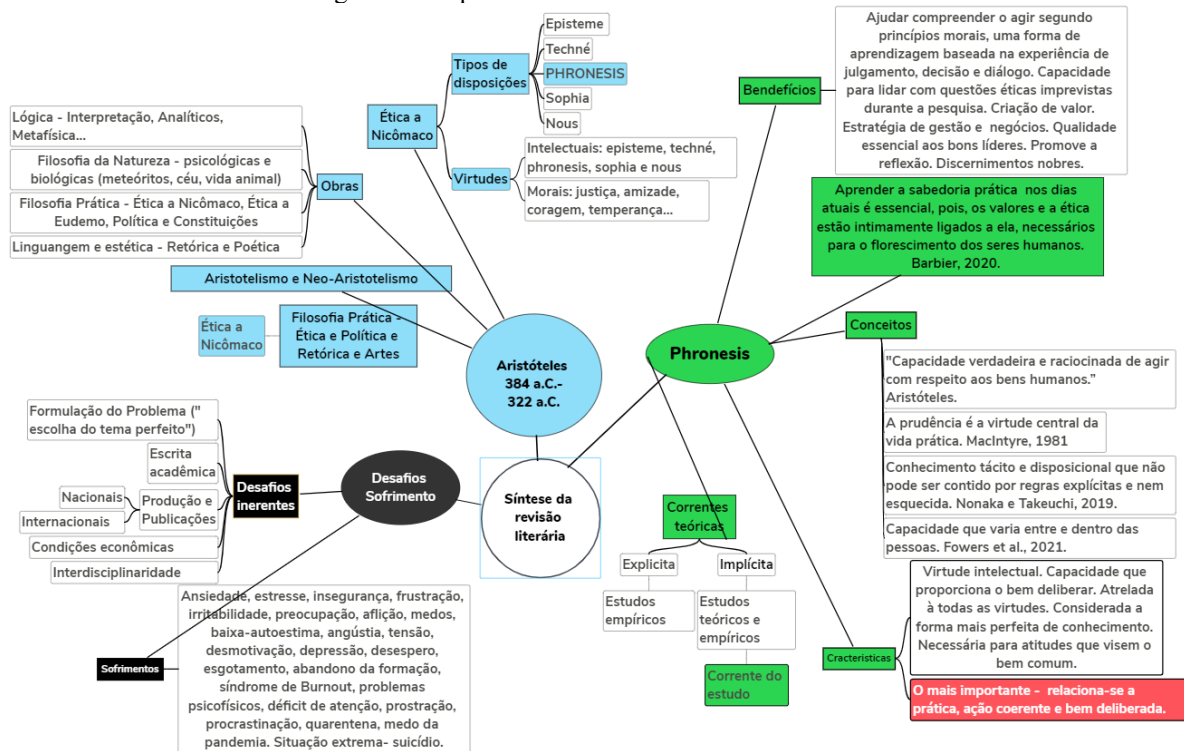 Episteme
Techné
PHRONESIS
Sophia
Nous
Tipos de
disposições
Ética a
Nicômaco
Virtudes
Intelectuais: episteme, techné,
phronesis, sophia e nous
Morais: justiça, amizade,
coragem, temperança...
Lógica - Interpretação, Analíticos,
Metafísica...
Filosofia da Natureza - psicológicas e
biológicas (meteóritos, céu, vida animal)
Filosofia Prática - Ética a Nicômaco, Ética a
Eudemo, Política e Constituições
Linguangem e estética - Retórica e Poética
Obras
Aristotelismo e Neo-Aristotelismo
Ética a
Nicômaco
Filosofia Prática -
Ética e Política e
Retórica e Artes
Aristóteles
384 a.C.-
322 a.C.
Bendefícios
Ajudar compreender o agir segundo
princípios morais, uma forma de
aprendizagem baseada na experiência de
julgamento, decisão e diálogo. Capacidade
para lidar com questões éticas imprevistas
durante a pesquisa. Criação de valor.
Estratégia de gestão e negócios. Qualidade
essencial aos bons líderes. Promove a
reflexão. Discernimentos nobres.
Aprender a sabedoria prática nos dias
atuais é essencial, pois, os valores e a ética
estão intimamente ligados a ela, necessários
para o florescimento dos seres humanos.
Barbier, 2020.
Phronesis
Conceitos
"Capacidade verdadeira e raciocinada de agir
com respeito aos bens humanos.”
Aristóteles.
A prudência é a virtude central da
vida prática. MacIntyre, 1981
Conhecimento tácito e disposicional que não
pode ser contido por regras explícitas e nem
esquecida. Nonaka e Takeuchi, 2019.
Capacidade que varia entre e dentro das
pessoas. Fowers et al., 2021.
Correntes
teóricas
Explicita
Implícita
Estudos
empíricos
Estudos
teóricos e
empíricos
Corrente do
estudo
Cracteristicas
Virtude intelectual. Capacidade que
proporciona o bem deliberar. Atrelada
à todas as virtudes. Considerada a
forma mais perfeita de conhecimento.
Necessária para atitudes que visem o
bem comum.
O mais importante - relaciona-se a
prática, ação coerente e bem deliberada.
Síntese da
revisão
literária
Desafios
Sofrimento
Desafios
inerentes
Formulação do Problema ("
escolha do tema perfeito")
Escrita
acadêmica
Nacionais
Internacionais
Produção e
Publicações
Condições econômicas
Interdisciplinaridade
Sofrimentos
Ansiedade, estresse, insegurança, frustração,
irritabilidade, preocupação, aflição, medos,
baixa-autoestima, angústia, tensão,
desmotivação, depressão, desespero,
esgotamento, abandono da formação,
síndrome de Burnout, problemas
psicofísicos, déficit de atenção, prostração,
procrastinação, quarentena, medo da
pandemia. Situação extrema- suicídio.